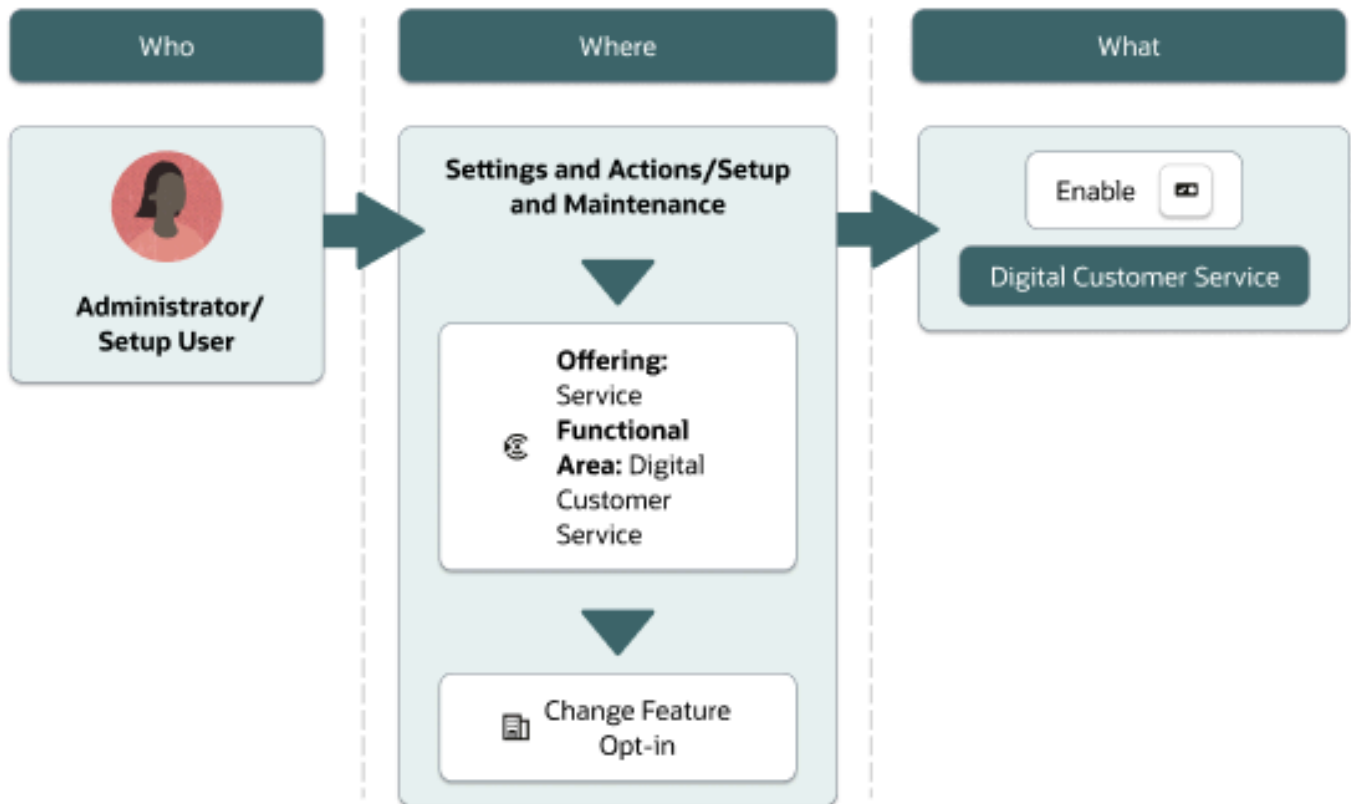 Who
Where
What
Administrator/
Setup User
Settings and Actions/Setup
and Maintenance
Offering:
Service
Functional
Area: Digital
Customer
Service
Change Feature
Opt-in
Enable
Digital Customer Service